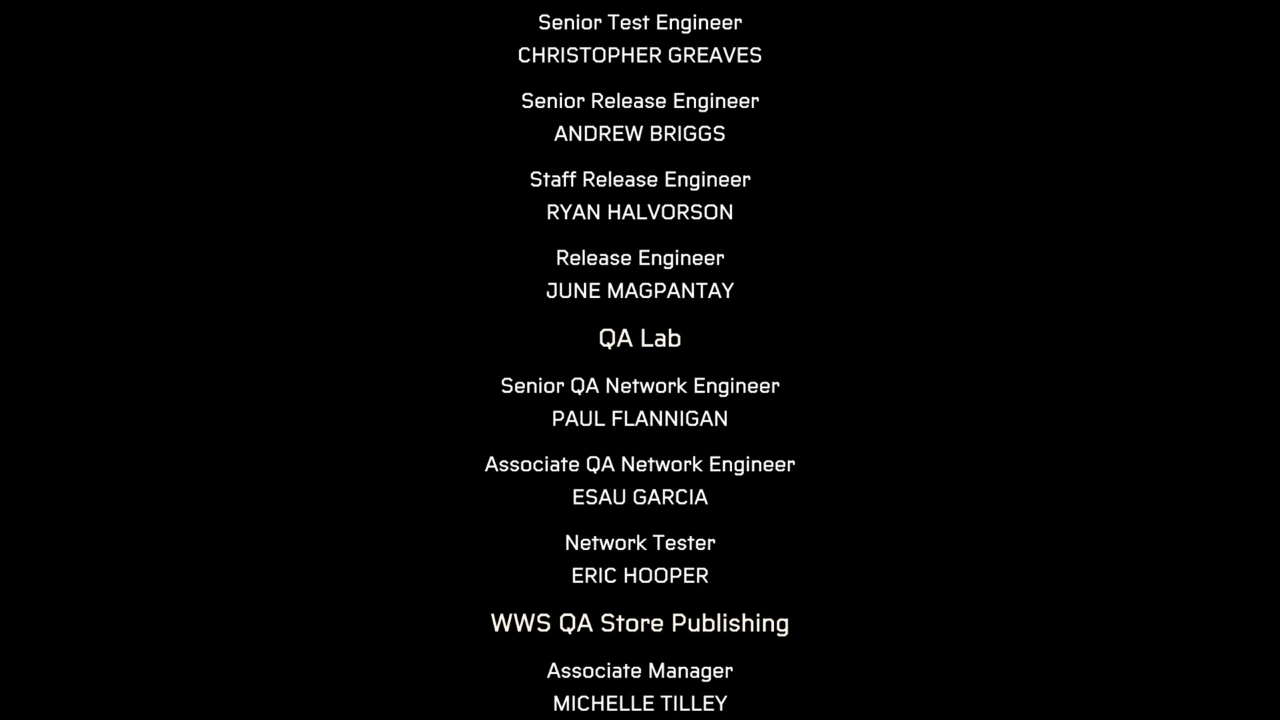 Senior Test Engineer
CHRISTOPHER GREAVES
Senior Release Engineer
ANDREW BRIGGS
Staff Release Engineer
RYAN HALVORSON
Release Engineer
JUNE MAGPANTAY
QA Lab
Senior QA Network Engineer
PAUL FLANNIGAN
Associate QA Network Engineer
ESAU GARCIA
Network Tester
ERIC HOOPER
WWS QA Store Publishing
Associate Manager
MICHELLE TILLEY